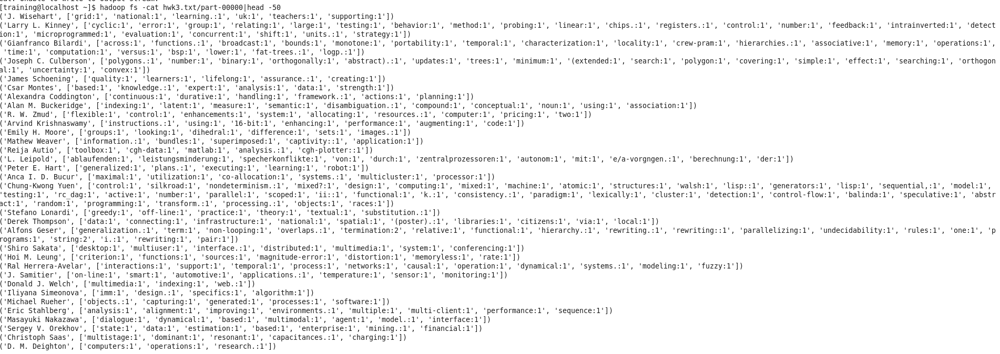 cat: Unable to write to output stream.
[training@localhost ~]$ hadoop fs -cat hwk3.txt/part-00000|head -50
('J. Wisehart', ['grid:1', 'national:1', 'learning.:1', 'uk:1', 'teachers:1', 'supporting:1'])
('Larry L. Kinney', ['cyclic:1', 'error:1', 'group:1', 'relating:1', 'large:1', 'testing:1', 'behavior:1', 'method:1', 'probing:1', 'linear:1', 'chips.:1', 'registers.:1', 'control:1', 'number:1', 'feedback:1', 'intrainverted:1', 'detect
ion:1', 'microprogrammed:1', 'evaluation:1', 'concurrent:1', 'shift:1', 'units.:1', 'strategy:1'])
('Gianfranco Bilardi', ['across:1', 'functions.:1', 'broadcast:1', 'bounds:1', 'monotone:1', 'portability:1', 'temporal:1', 'characterization:1', 'locality:1', 'crew-pram:1', 'hierarchies.:1', 'associative:1', 'memory:1', 'operations:1',
'time:1', 'computation:1', 'versus:1', 'bsp:1', 'lower:1', 'fat-trees.:1', 'logp.:1'])
('Joseph C. Culberson', ['polygons.:1', 'number:1', 'binary:1', 'orthogonally:1', 'abstract).:1', 'updates:1', 'trees:1', 'minimum:1', '(extended:1', 'search:1', 'polygon:1', 'covering:1', 'simple:1', 'effect:1', 'searching:1', 'orthogon
al:1', 'uncertainty:1', 'convex:1'])
('James Schoening', ['quality:1', 'learners:1', 'lifelong:1', 'assurance.:1', 'creating:1'])
('Csar Montes', ['based:1', 'knowledge.:1', 'expert:1', 'analysis:1', 'data:1', 'strength:1'])
('Alexandra Coddington', ['continuous:1', 'durative:1', 'handling:1', 'framework.:1', 'actions:1', 'planning:1'])
('Alan M. Buckeridge', ['indexing:1', 'latent:1', 'measure:1', 'semantic:1', 'disambiguation.:1', 'compound:1', 'conceptual:1', 'noun:1', 'using:1', 'association:1'])
('R. W. Zmud', ['flexible:1', 'control:1', 'enhancements:1', 'system:1', 'allocating:1', 'resources.:1', 'computer:1', 'pricing:1', 'two:1'])
('Arvind Krishnaswamy', ['instructions.:1', 'using:1', '16-bit:1', 'enhancing:1', 'performance:1', 'augmenting:1', 'code:1'])
('Emily H. Moore', ['groups:1', 'looking:1', 'dihedral:1', 'difference:1', 'sets:1', 'images.:1'])
('Mathew Weaver', ['information.:1', 'bundles:1', 'superimposed:1', 'captivity::1', 'application:1'])
('Reija Autio', ['toolbox:1', 'cgh-data:1', 'matlab:1', 'analysis.:1', 'cgh-plotter::1'])
('L. Leipold', ['ablaufenden:1', 'leistungsminderung:1', 'specherkonflikte:1', 'von:1', 'durch:1', 'zentralprozessoren:1', 'autonom:1', 'mit:1', 'e/a-vorgngen.:1', 'berechnung:1', 'der:1'])
('Peter E. Hart', ['generalized:1', 'plans.:1', 'executing:1', 'learning:1', 'robot:1'])
('Anca I. D. Bucur', ['maximal:1', 'utilization:1', 'co-allocation:1', 'systems.:1', 'multicluster:1', 'processor:1'])
('Chung-Kwong Yuen', ['control:1', 'silkroad:1', 'nondeterminism.:1', 'mixed?:1', 'design:1', 'computing:1', 'mixed:1', 'machine:1', 'atomic:1', 'structures:1', 'walsh:1', 'lisp::1', 'generators:1', 'lisp:1', 'sequential,:1', 'model:1',
'testing:1', 'rc_dag:1', 'active:1', 'number:1', 'parallel:1', 'scoped:1', 'ii::1', 'functional:1', 'k.:1', 'consistency.:1', 'paradigm:1', 'lexically:1', 'cluster:1', 'detection:1', 'control-flow:1', 'balinda:1', 'speculative:1', 'abstr
act:1', 'random:1', 'programming:1', 'transform.:1', 'processing.:1', 'objects:1', 'races:1'])
('Stefano Lonardi', ['greedy:1', 'off-line:1', 'practice:1', 'theory:1', 'textual:1', 'substitution.:1'])
('Derek Thompson', ['data:1', 'connecting:1', 'infrastructure:1', 'national:1', 'spatial:1', '(poster).:1', 'libraries:1', 'citizens:1', 'via:1', 'local:1'])
('Alfons Geser', ['generalization.:1', 'term:1', 'non-looping:1', 'overlaps.:1', 'termination:2', 'relative:1', 'functional:1', 'hierarchy.:1', 'rewriting.:1', 'rewriting::1', 'parallelizing:1', 'undecidability:1', 'rules:1', 'one:1', 'p
rograms:1', 'string:2', 'i.:1', 'rewriting:1', 'pair:1'])
('Shiro Sakata', ['desktop:1', 'multiuser:1', 'interface.:1', 'distributed:1', 'multimedia:1', 'system:1', 'conferencing:1'])
('Hoi M. Leung', ['criterion:1', 'functions:1', 'sources:1', 'magnitude-error:1', 'distortion:1', 'memoryless:1', 'rate:1'])
('Ral Herrera-Avelar', ['interactions:1', 'support:1', 'temporal:1', 'process:1', 'networks:1', 'causal:1', 'operation:1', 'dynamical:1', 'systems.:1', 'modeling:1', 'fuzzy:1'])
('J. Samitier', ['on-line:1', 'smart:1', 'automotive:1', 'applications.:1', 'temperature:1', 'sensor:1', 'monitoring:1'])
('Donald J. Welch', ['multimedia:1', 'indexing:1', 'web.:1'])
('Iliyana Simeonova', ['imm:1', 'design.:1', 'specifics:1', 'algorithm:1'])
('Michael Rueher', ['objects.:1', 'capturing:1', 'generated:1', 'processes:1', 'software:1'])
('Eric Stahlberg', ['analysis:1', 'alignment:1', 'improving:1', 'environments.:1', 'multiple:1', 'multi-client:1', 'performance:1', 'sequence:1'])
('Masayuki Nakazawa', ['dialogue:1', 'dynamical:1', 'based:1', 'multimodal:1', 'agent:1', 'model.:1', 'interface:1'])
('Sergey V. Orekhov', ['state:1', 'data:1', 'estimation:1', 'based:1', 'enterprise:1', 'mining.:1', 'financial:1'])
('Christoph Saas', ['multistage:1', 'dominant:1', 'resonant:1', 'capacitances.:1', 'charging:1'])
('D. M. Deighton', ['computers:1', 'operations:1', 'research.:1'])